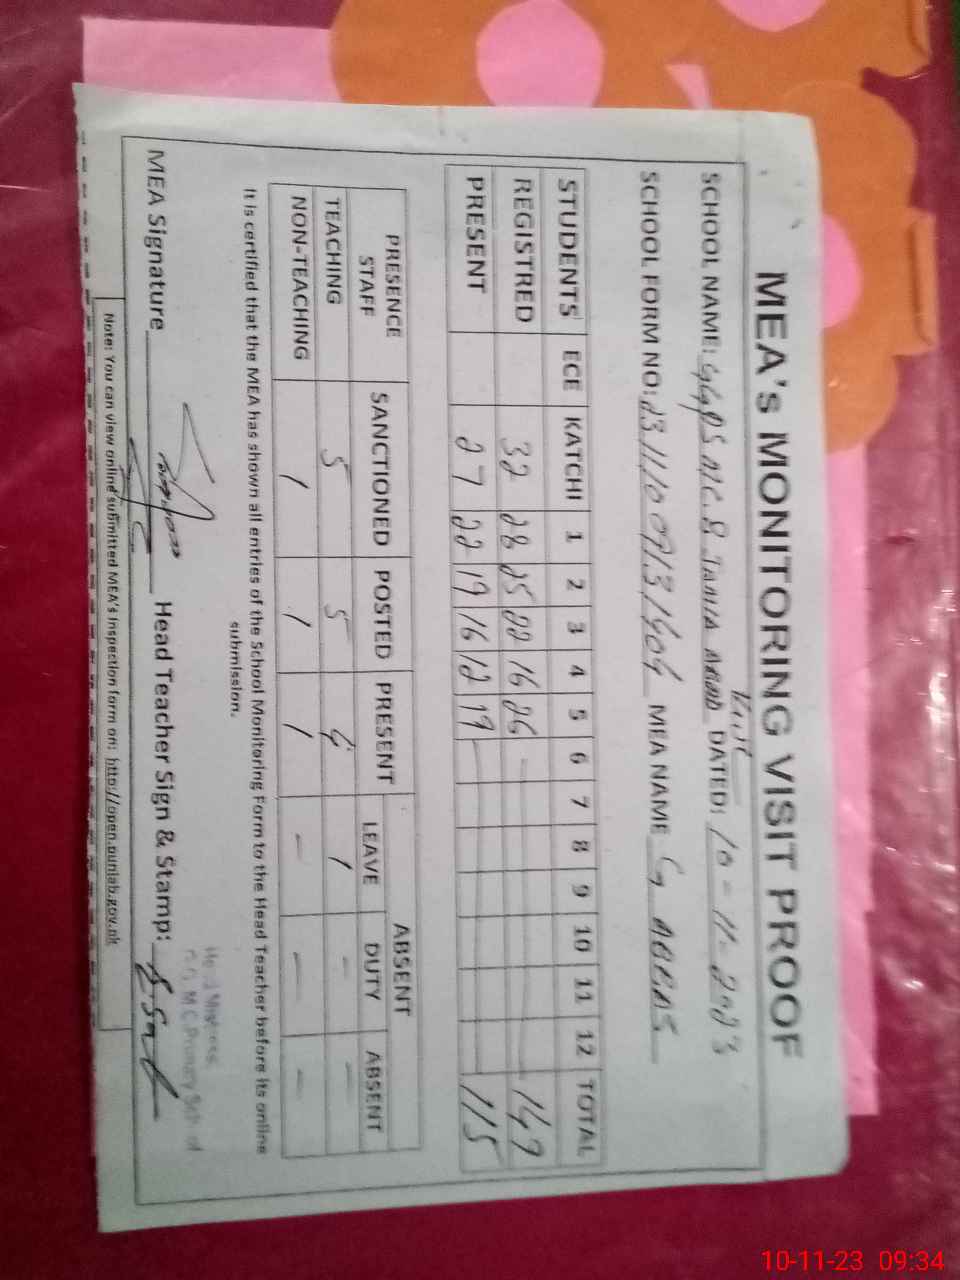 MEA's MONITORING VISIT PROOF
SCHOOL NAME: M.C. 8 DATED: 10-11-2023
SCHOOL FORM NO: MEA NAME G ABBAS
STUDENTS ECE KATCHI 1 2 3 4 5 6 7 8 9 10 11 12 TOTAL
REGISTRED 32 28 25 22 16 26 - 149
PRESENT 27 22 19 16 12 19 115
PRESENCE STAFF SANCTIONED POSTED PRESENT ABSENT
LEAVE DUTY ABSENT
TEACHING 5 5 4 1 - -
NON-TEACHING 1 1 1 - - -
It is certified that the MEA has shown all entries of the School Monitoring Form to the Head Teacher before its online
submission.
Head Mistress
M.C Primary
MEA Signature Head Teacher Sign & Stamp:
Note: You can view online submitted MEA's Inspection form on: http://open.punjab.gov.pk
10-11-23 09:34